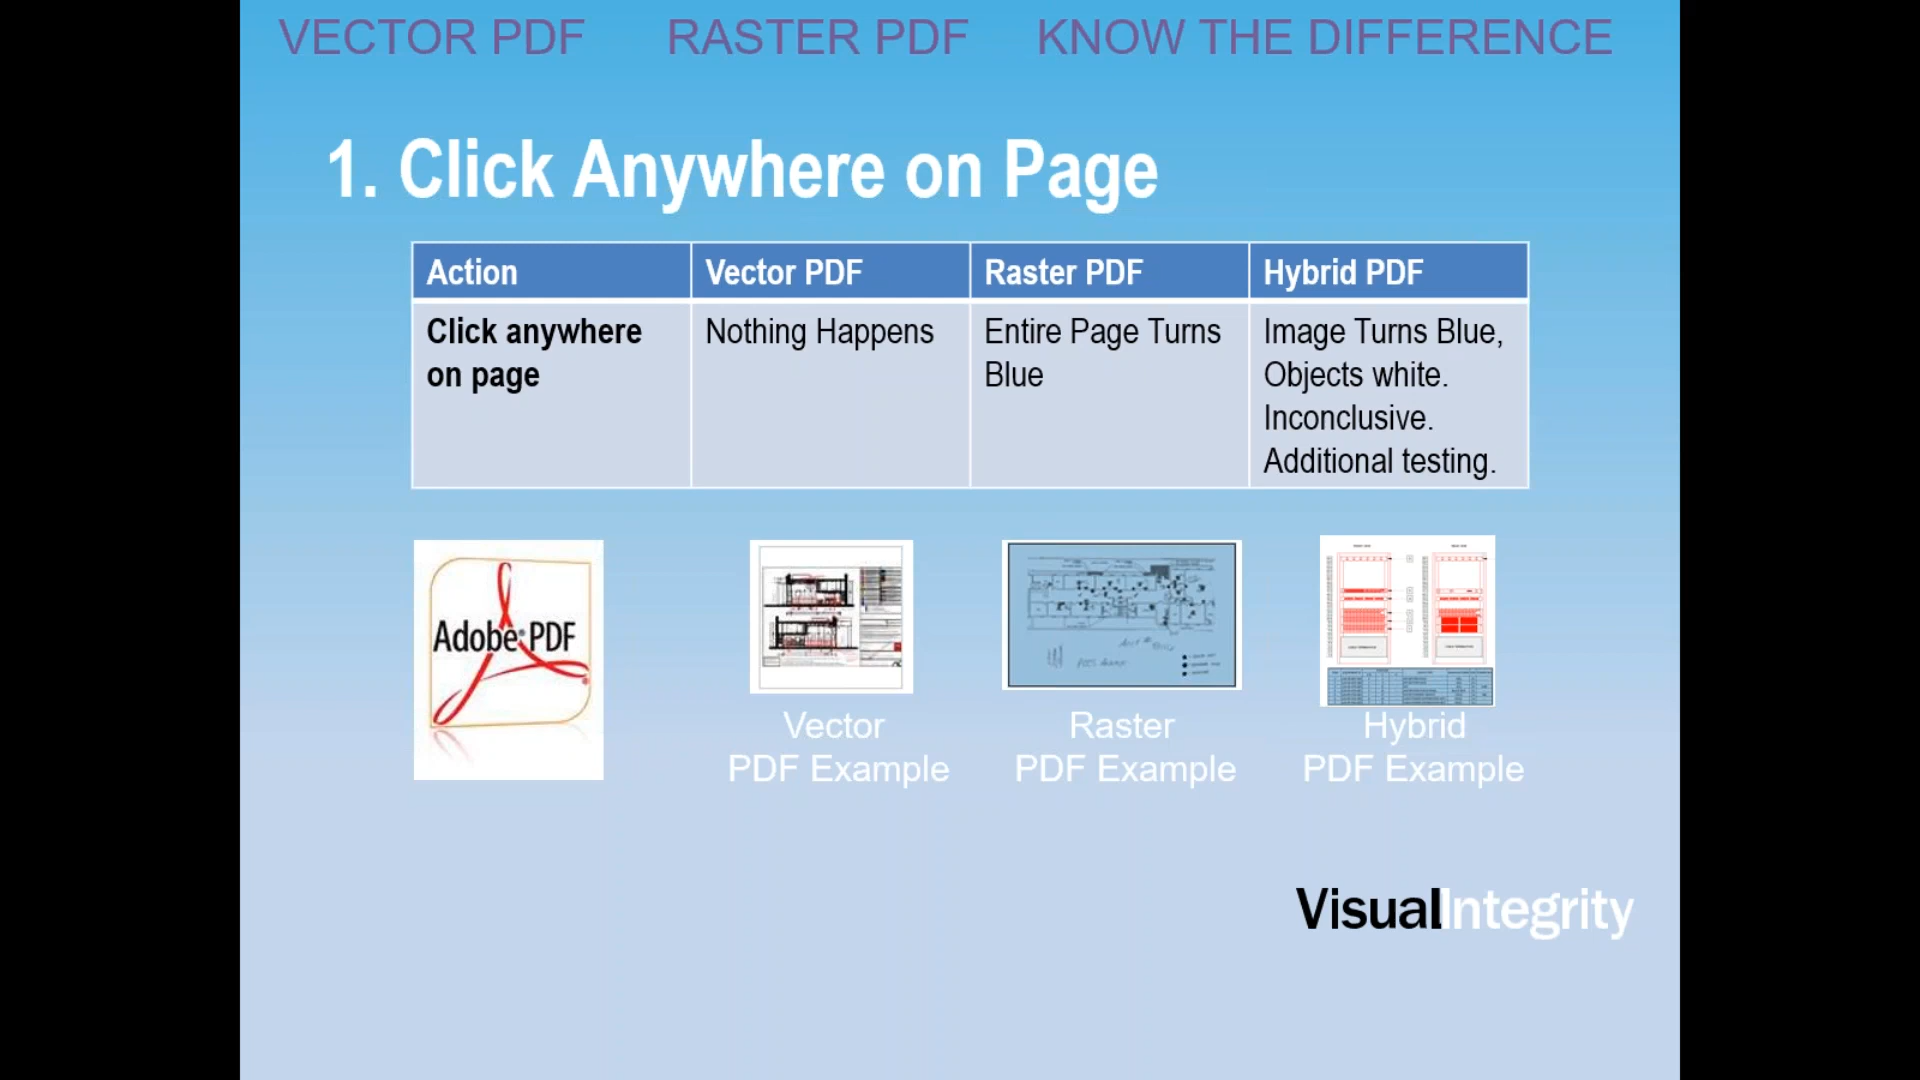 VECTOR PDF RASTER PDF KNOW THE DIFFERENCE
1. Click Anywhere on Page
Action Vector PDF Raster PDF Hybrid PDF
Click anywhere
on page
Nothing Happens
Entire Page Turns
Blue
Image Turns Blue,
Objects white.
Inconclusive.
Additional testing.
Adobe® PDF
Vector
PDF Example
Raster
PDF Example
Hybrid
PDF Example
Visual Integrity